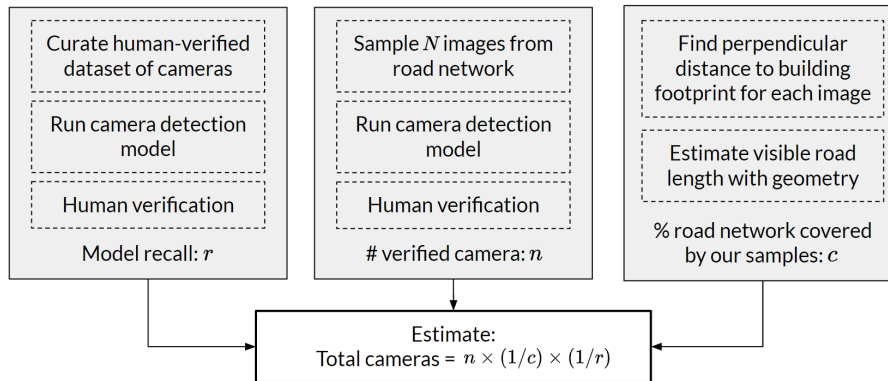 Curate human-verified
dataset of cameras
Run camera detection
model
Human verification
Model recall: r
Sample N images from
road network
Run camera detection
model
Human verification
# verified camera: n
Find perpendicular
distance to building
footprint for each image
Estimate visible road
length with geometry
% road network covered
by our samples: c
Estimate:
Total cameras = n × (1/c) × (1/r)